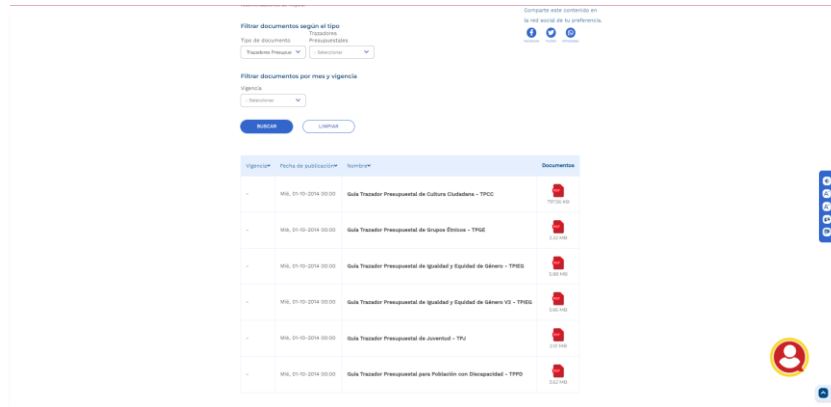 Comparte este contenido en
la red social de tu preferencia.
Filtrar documentos según el tipo
Tipo de documento
Trazadores
Presupuestales
Trazadores Presupue
- Seleccionar
Filtrar documentos por mes y vigencia
Vigencia
- Seleccionar
BUSCAR
LIMPIAR
Vigencia Fecha de publicación Nombre Documentos
- Mié, 01-10-2014 00:00 Guía Trazador Presupuestal de Cultura Ciudadana - TPCC
- Mié, 01-10-2014 00:00 Guía Trazador Presupuestal de Grupos Étnicos - TPGE
- Mié, 01-10-2014 00:00 Guía Trazador Presupuestal de Igualdad y Equidad de Género - TPIEG
- Mié, 01-10-2014 00:00 Guía Trazador Presupuestal de Igualdad y Equidad de Género V2 - TPIEG
- Mié, 01-10-2014 00:00 Guía Trazador Presupuestal de Juventud - TPJ
- Mié, 01-10-2014 00:00 Guía Trazador Presupuestal para Población con Discapacidad - TPPD